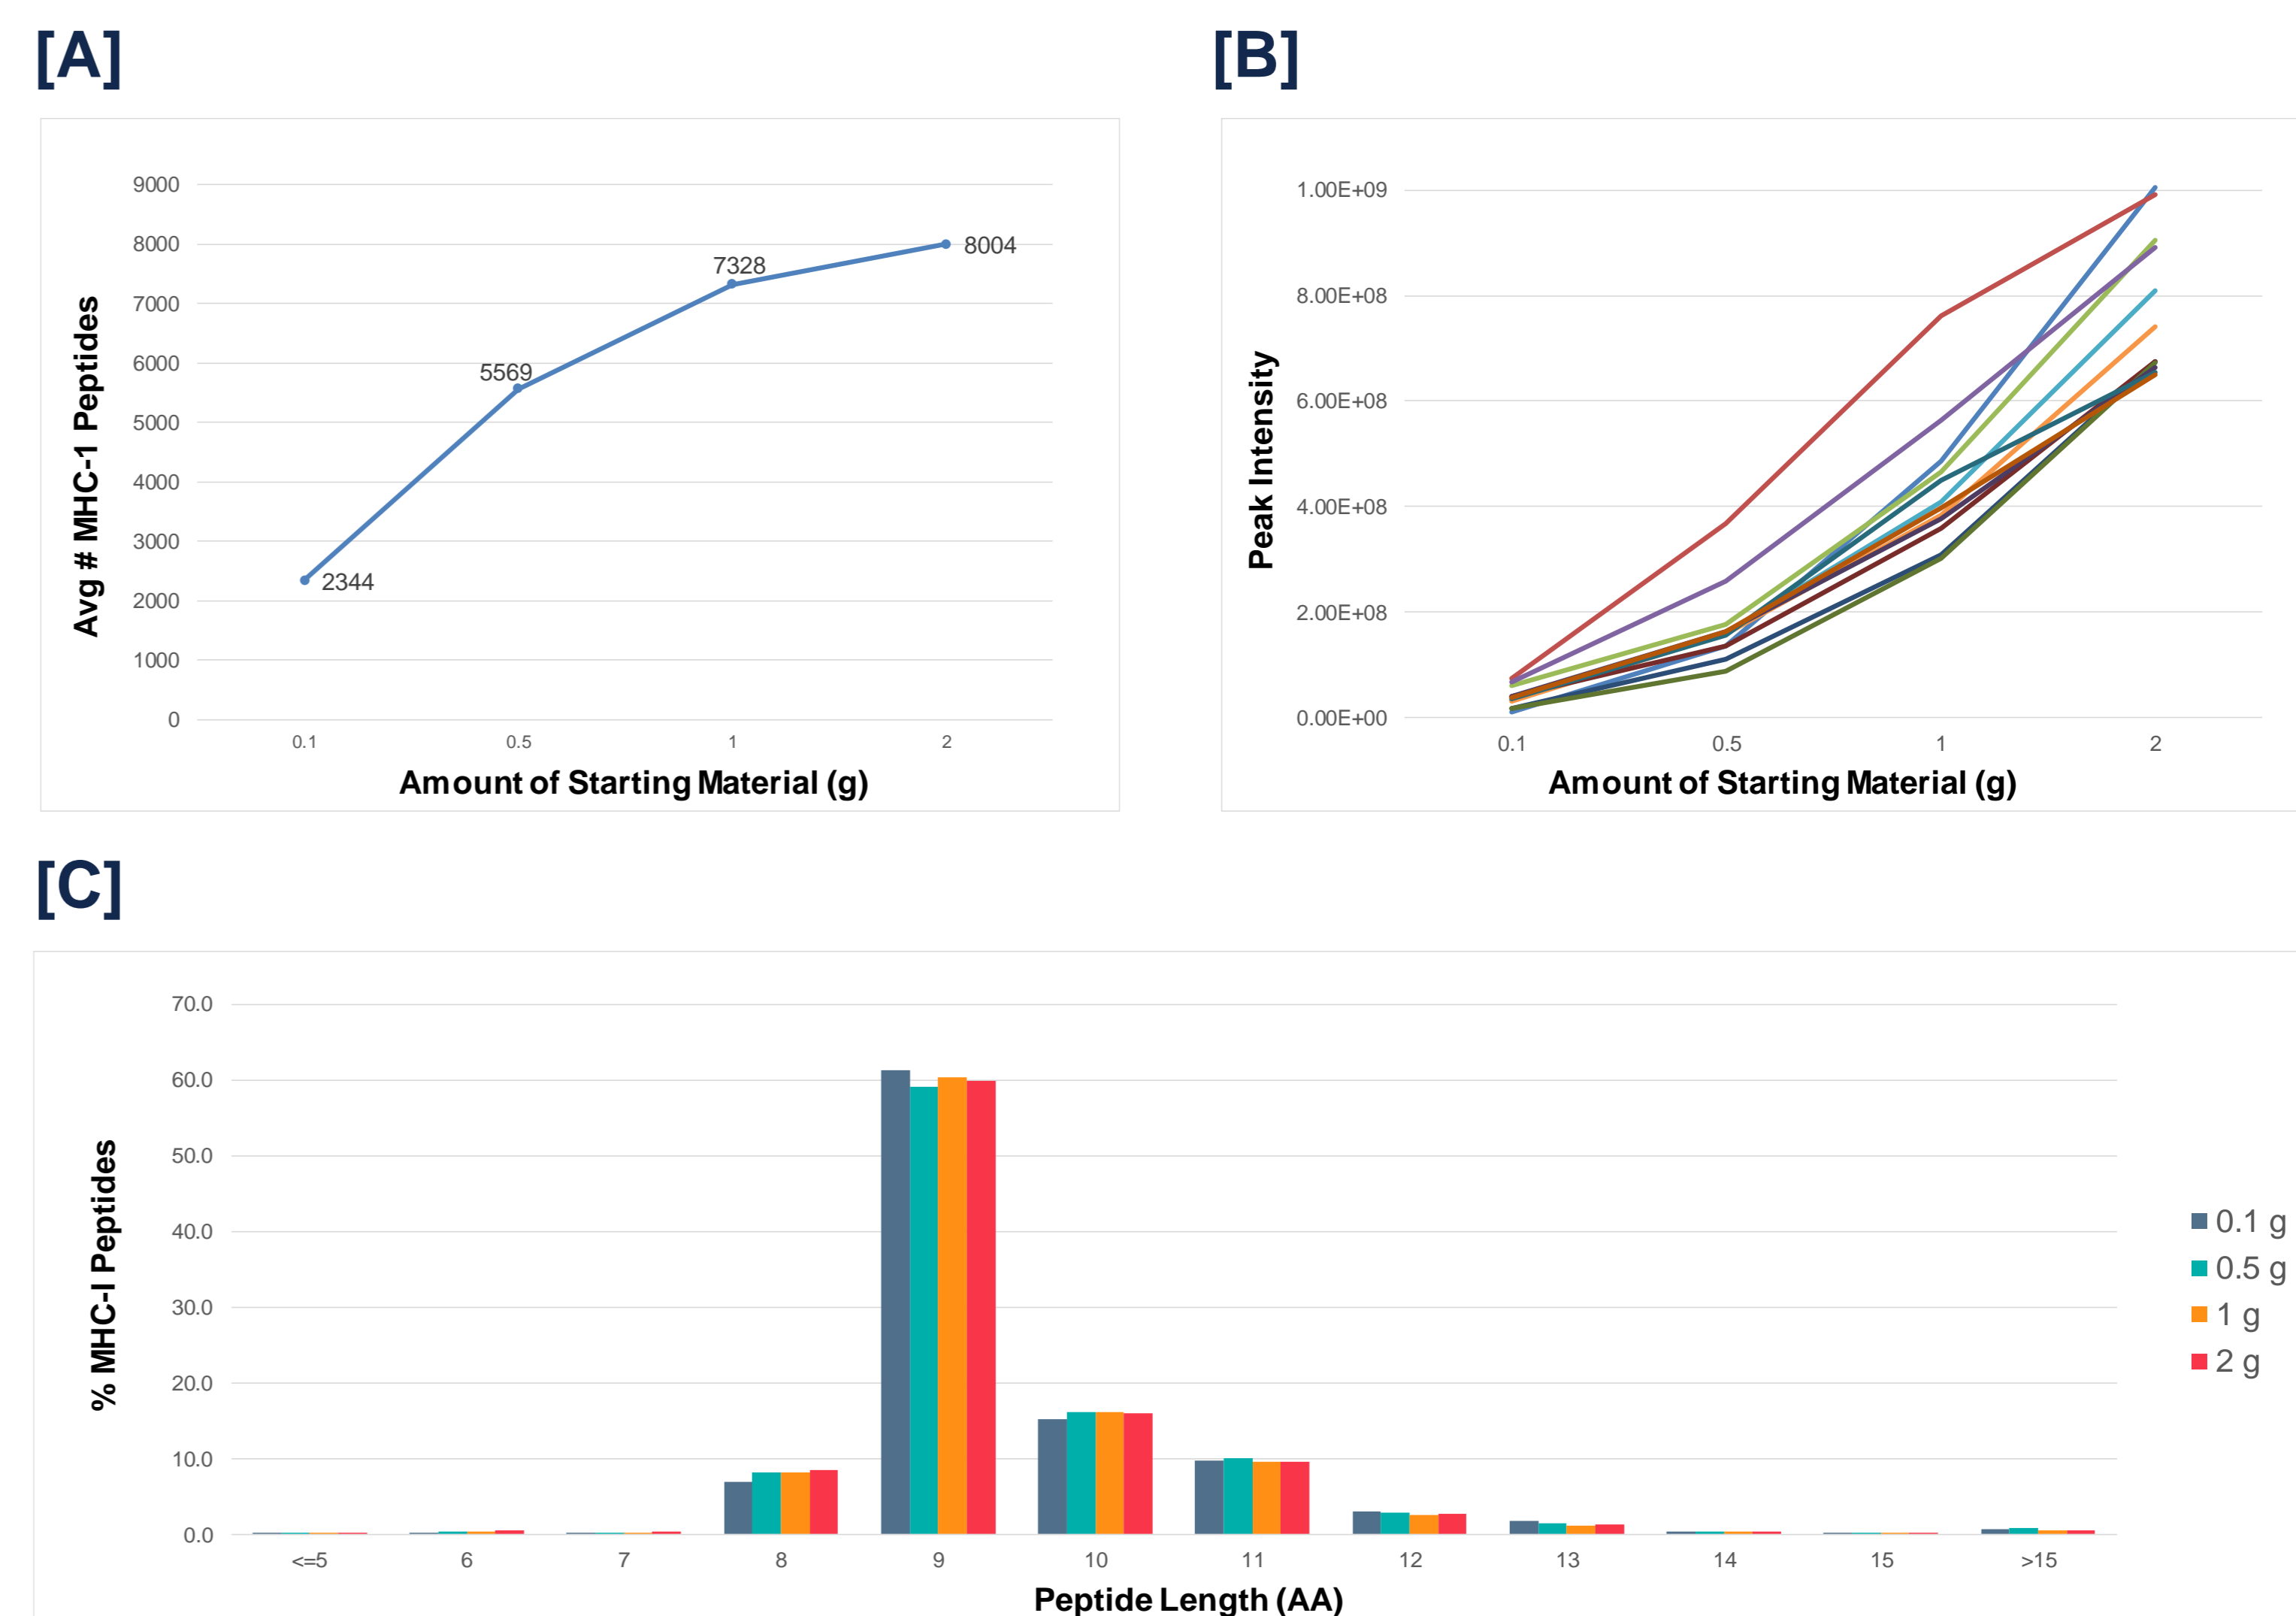 [A]
[B]
9000
8000
7000
6000
5000
4000
3000
2000
1000
0
2344
5569
7328
8004
0.1 0.5 1 2
Avg # MHC-1 Peptides
Amount of Starting Material (g)
1.00E+09
8.00E+08
6.00E+08
4.00E+08
2.00E+08
0.00E+00
0.1 0.5 1 2
Peak Intensity
Amount of Starting Material (g)
[C]
70.0
60.0
50.0
40.0
30.0
20.0
10.0
0.0
<=5 6 7 8 9 10 11 12 13 14 15 >15
% MHC-I Peptides
Peptide Length (AA)
0.1 g
0.5 g
1 g
2 g